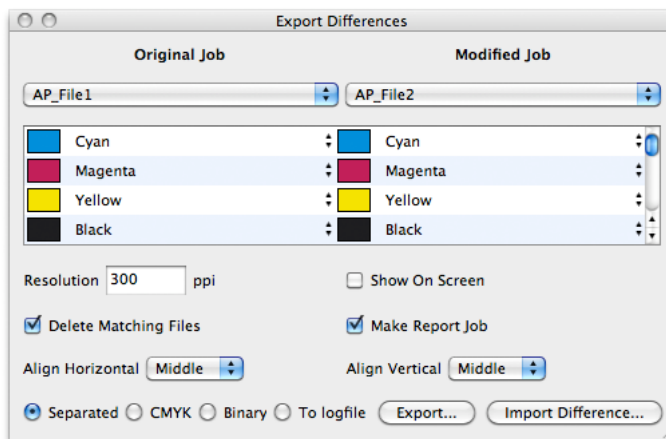 Export Differences
Original Job Modified Job
AP_File1 AP_File2
Cyan Cyan
Magenta Magenta
Yellow Yellow
Black Black
Resolution 300 ppi Show On Screen
Delete Matching Files Make Report Job
Align Horizontal Middle Align Vertical Middle
Separated CMYK Binary To logfile Export... Import Difference...